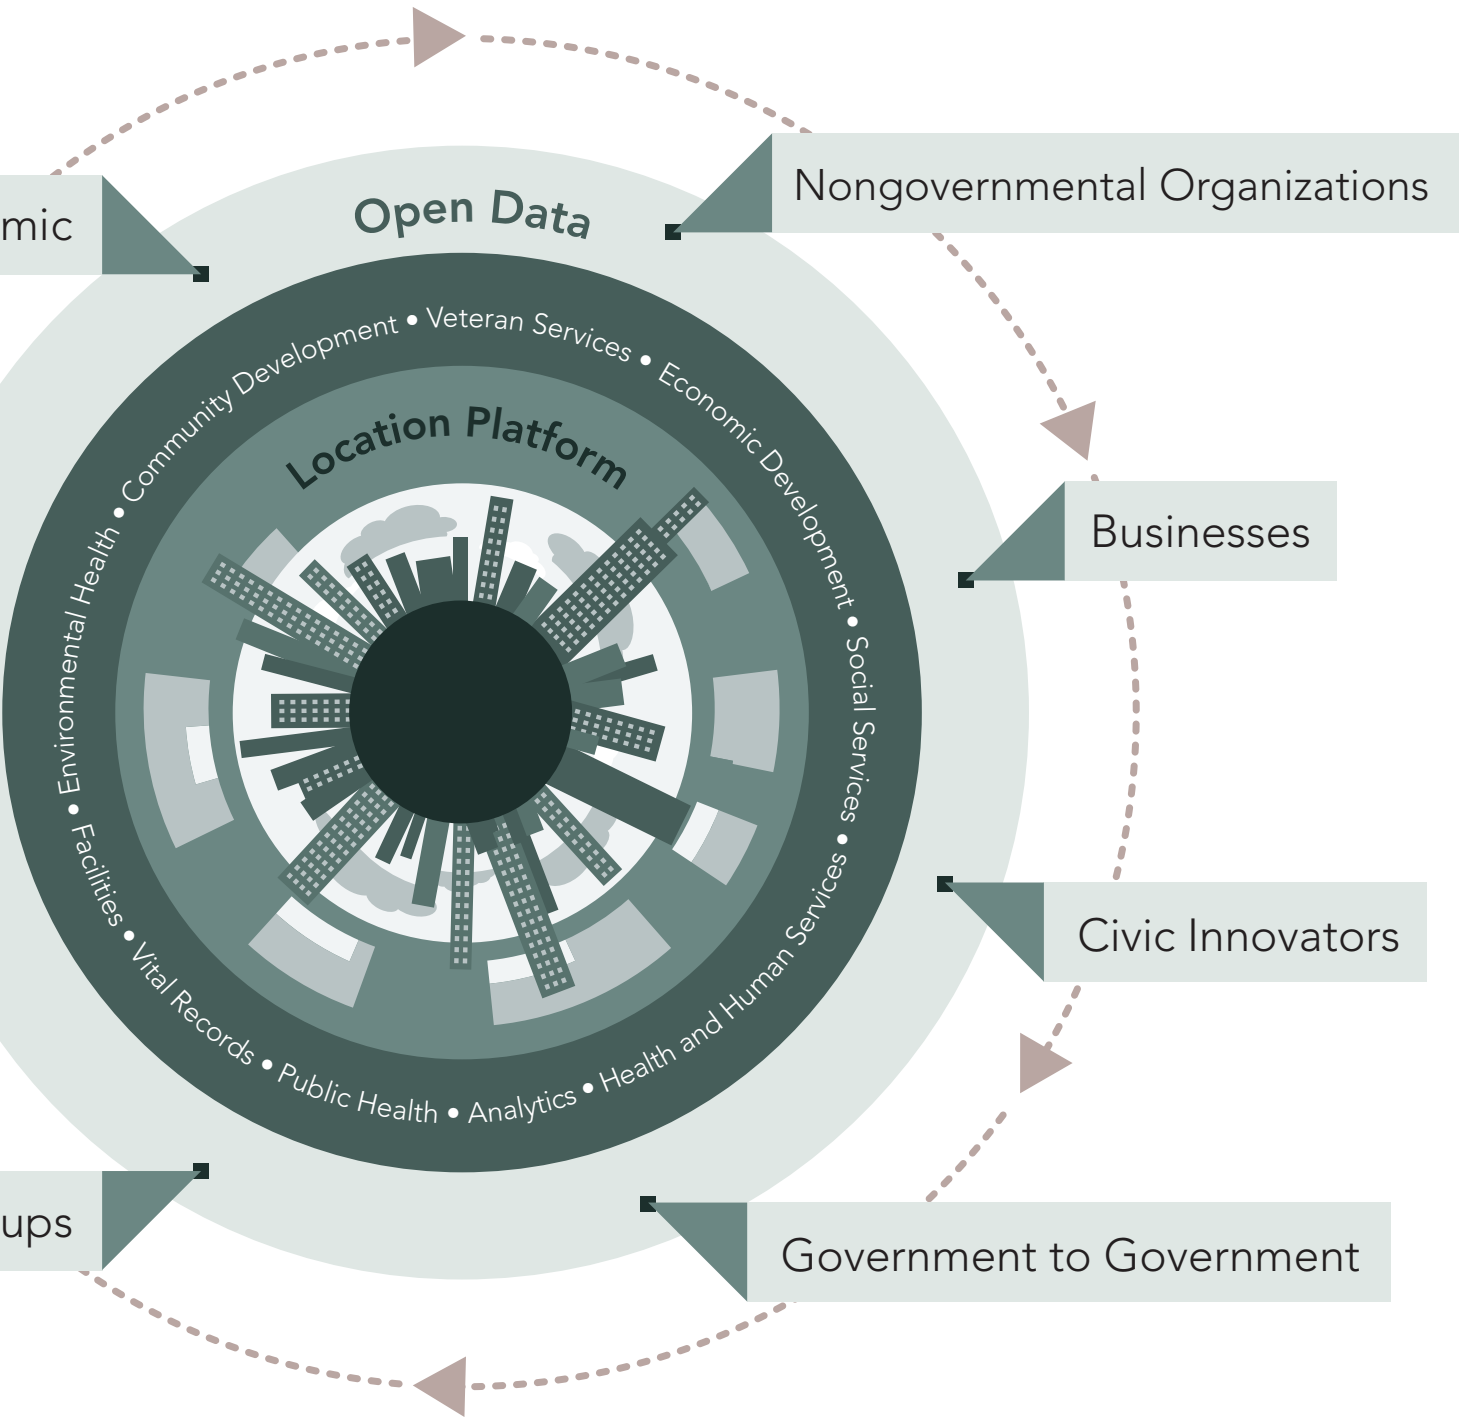 Nongovernmental Organizations
mic
Open Data
Community Development • Veteran Services • Economic Development • Social Services • Health and Human Services • Analytics • Public Health • Vital Records • Facilities • Environmental Health •
Location Platform
Businesses
Civic Innovators
ups
Government to Government